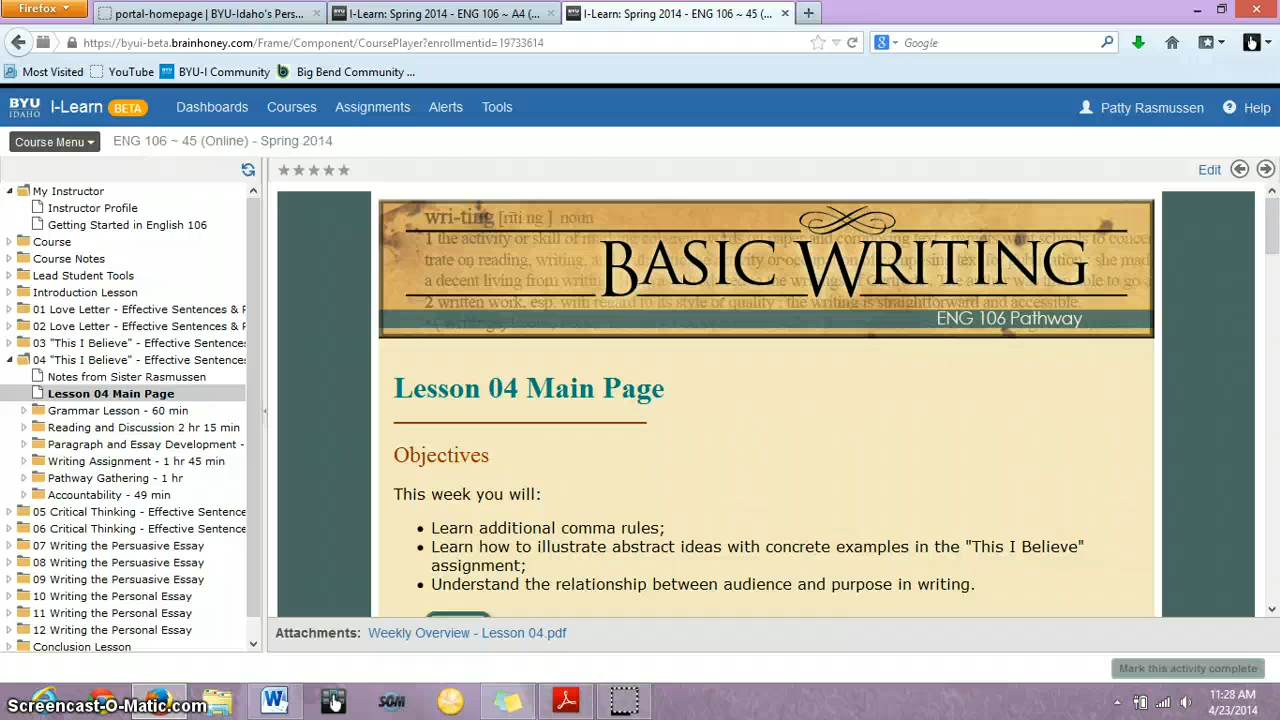 Firefox
portal-homepage | BYU-Idaho's Pers...
I-Learn: Spring 2014 - ENG 106 ~ A4 (...
I-Learn: Spring 2014 - ENG 106 ~ 45 (...
https://byui-beta.brainhoney.com/Frame/Component/CoursePlayer?enrollmentid=19733614
Google
Most Visited YouTube BYU-I Community Big Bend Community ...
BYU IDAHO I-Learn BETA Dashboards Courses Assignments Alerts Tools Patty Rasmussen Help
Course Menu ENG 106 ~ 45 (Online) - Spring 2014
Edit
My Instructor
Instructor Profile
Getting Started in English 106
Course
Course Notes
Lead Student Tools
Introduction Lesson
01 Love Letter - Effective Sentences & F
02 Love Letter - Effective Sentences & F
03 "This I Believe" - Effective Sentences
04 "This I Believe" - Effective Sentences
Notes from Sister Rasmussen
Lesson 04 Main Page
Grammar Lesson - 60 min
Reading and Discussion 2 hr 15 min
Paragraph and Essay Development -
Writing Assignment - 1 hr 45 min
Pathway Gathering - 1 hr
Accountability - 49 min
05 Critical Thinking - Effective Sentence
06 Critical Thinking - Effective Sentence
07 Writing the Persuasive Essay
08 Writing the Persuasive Essay
09 Writing the Persuasive Essay
10 Writing the Personal Essay
11 Writing the Personal Essay
12 Writing the Personal Essay
Conclusion Lesson
wri-ting noun
BASIC WRITING
ENG 106 Pathway
Lesson 04 Main Page
Objectives
This week you will:
Learn additional comma rules;
Learn how to illustrate abstract ideas with concrete examples in the "This I Believe"
assignment;
Understand the relationship between audience and purpose in writing.
Attachments: Weekly Overview - Lesson 04.pdf
Mark this activity complete
Screencast-O-Matic.com
SOM
11:28 AM
4/23/2014